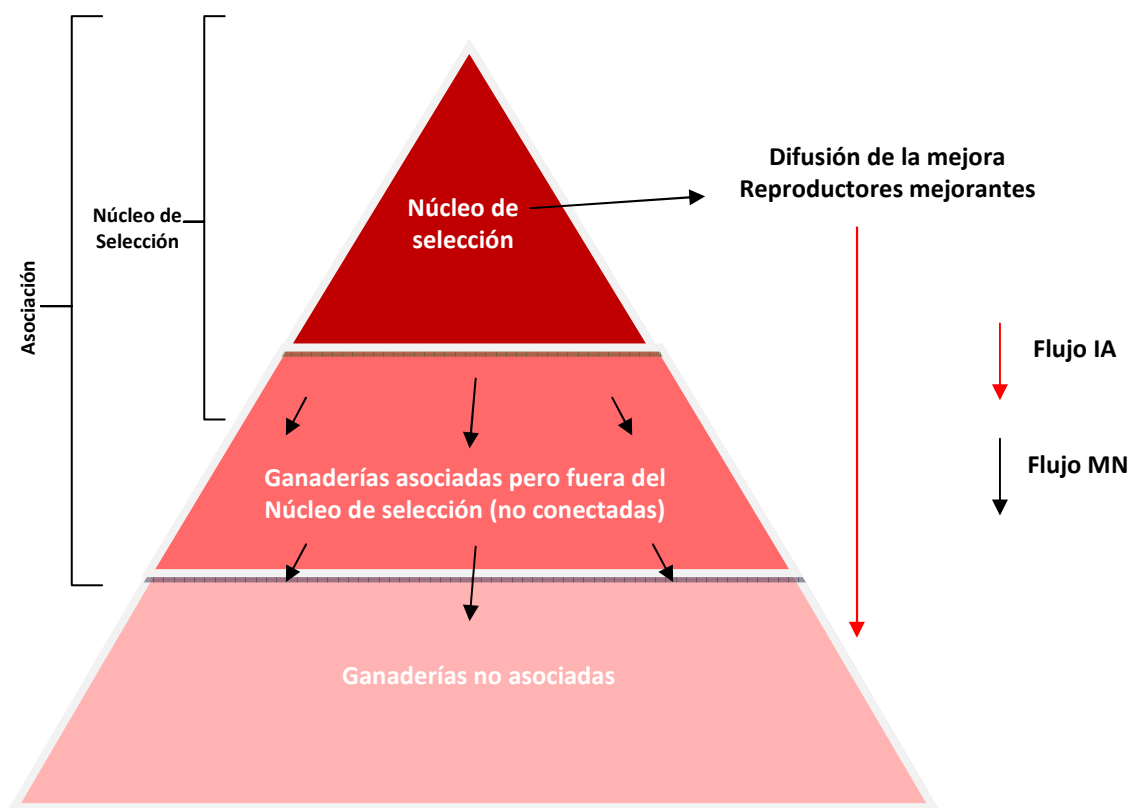 Asociación
Núcleo de
Selección
Núcleo de
selección
Difusión de la mejora
Reproductores mejorantes
Flujo IA
Flujo MN
Ganaderías asociadas pero fuera del
Núcleo de selección (no conectadas)
Ganaderías no asociadas